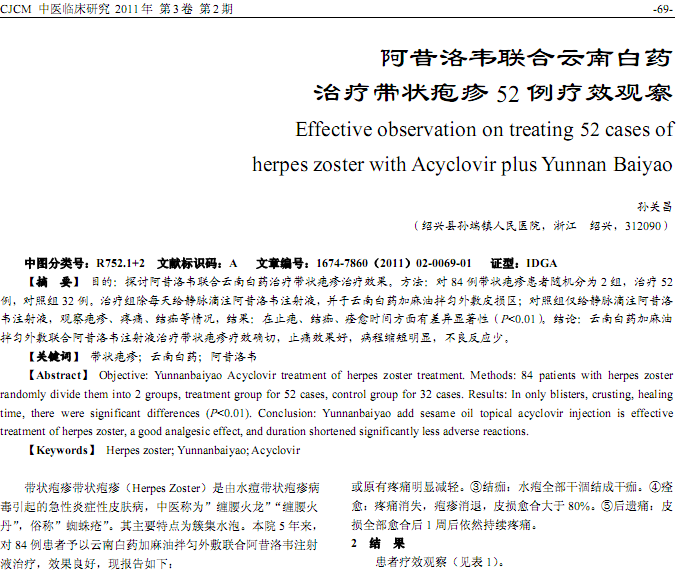 CJCM 中医临床研究 2011 年 第 3 卷 第 2 期 -69-
阿昔洛韦联合云南白药
治疗带状疱疹 52 例疗效观察
Effective observation on treating 52 cases of
herpes zoster with Acyclovir plus Yunnan Baiyao
孙关昌
（绍兴县孙端镇人民医院，浙江 绍兴，312090）
中图分类号：R752.1+2 文献标识码：A 文章编号：1674-7860（2011）02-0069-01 证型：IDGA
【摘 要】目的：探讨阿昔洛韦联合云南白药治疗带状疱疹治疗效果。方法：对 84 例带状疱疹患者随机分为 2 组，治疗 52
例，对照组 32 例。治疗组除每天给静脉滴注阿昔洛韦注射液，并于云南白药加麻油拌匀外敷皮损区；对照组仅给静脉滴注阿昔洛
韦注射液，观察疱疹、疼痛、结痂等情况，结果：在止疱、结痂、痊愈时间方面有差异显著性（P<0.01）。结论：云南白药加麻油
拌匀外敷联合阿昔洛韦注射液治疗带状疱疹疗效确切，止痛效果好，病程缩短明显，不良反应少。
【关键词】带状疱疹；云南白药；阿昔洛韦
【Abstract】 Objective: Yunnanbaiyao Acyclovir treatment of herpes zoster treatment. Methods: 84 patients with herpes zoster
randomly divide them into 2 groups, treatment group for 52 cases, control group for 32 cases. Results: In only blisters, crusting, healing
time, there were significant differences (P<0.01). Conclusion: Yunnanbaiyao add sesame oil topical acyclovir injection is effective
treatment of herpes zoster, a good analgesic effect, and duration shortened significantly less adverse reactions.
【Keywords】 Herpes zoster; Yunnanbaiyao; Acyclovir
带状疱疹带状疱疹（Herpes Zoster）是由水痘带状疱疹病
毒引起的急性炎症性皮肤病，中医称为”缠腰火龙”“缠腰火
丹”，俗称”蜘蛛疮”。其主要特点为簇集水泡。本院 5 年来，
对 84 例患者予以云南白药加麻油拌匀外敷联合阿昔洛韦注射
液治疗，效果良好，现报告如下：
或原有疼痛明显减轻。③结痂：水疱全部干涸结成干痂。④痊
愈：疼痛消失，疱疹消退，皮损愈合大于 80%。⑤后遗痛：皮
损全部愈合后 1 周后依然持续疼痛。
2 结 果
患者疗效观察（见表 1）。